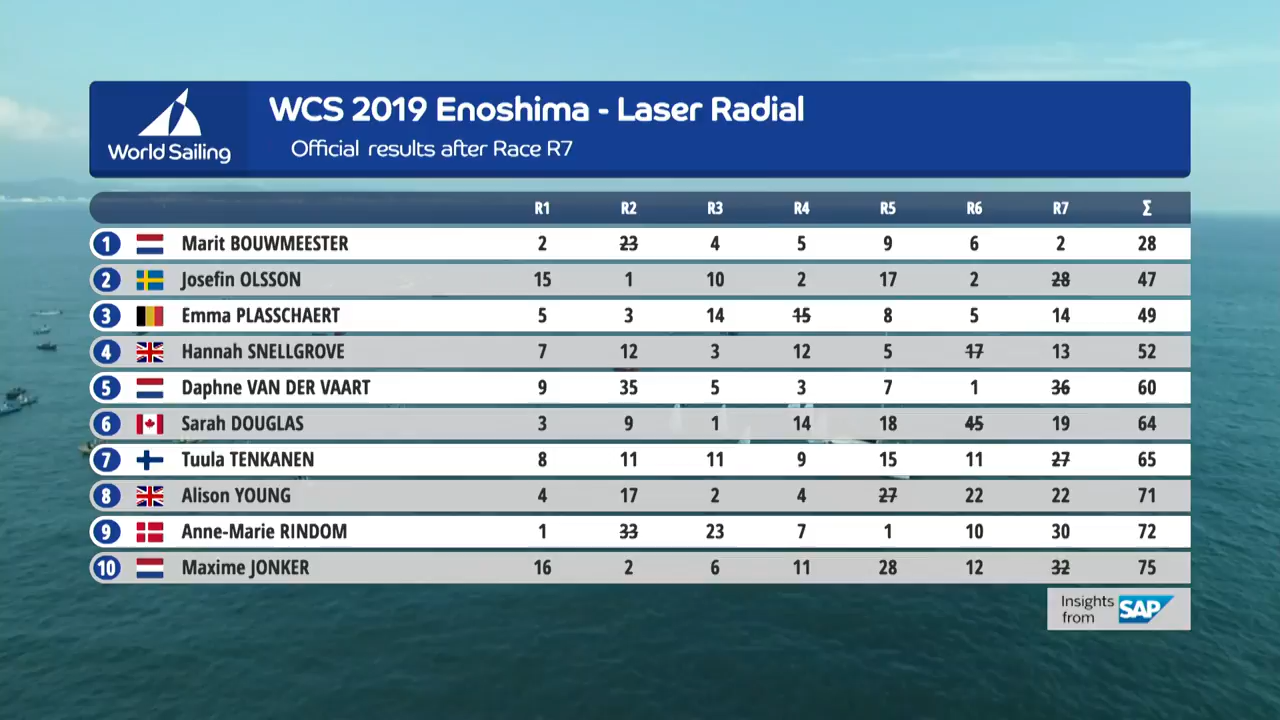 WCS 2019 Enoshima - Laser Radial
World Sailing
Official results after Race R7
R1 R2 R3 R4 R5 R6 R7 Σ
1 Marit BOUWMEESTER 2 23 4 5 9 6 2 28
2 Josefin OLSSON 15 1 10 2 17 2 28 47
3 Emma PLASSCHAERT 5 3 14 15 8 5 14 49
4 Hannah SNELLGROVE 7 12 3 12 5 17 13 52
5 Daphne VAN DER VAART 9 35 5 3 7 1 36 60
6 Sarah DOUGLAS 3 9 1 14 18 45 19 64
7 Tuula TENKANEN 8 11 11 9 15 11 27 65
8 Alison YOUNG 4 17 2 4 27 22 22 71
9 Anne-Marie RINDOM 1 33 23 7 1 10 30 72
10 Maxime JONKER 16 2 6 11 28 12 32 75
Insights from SAP